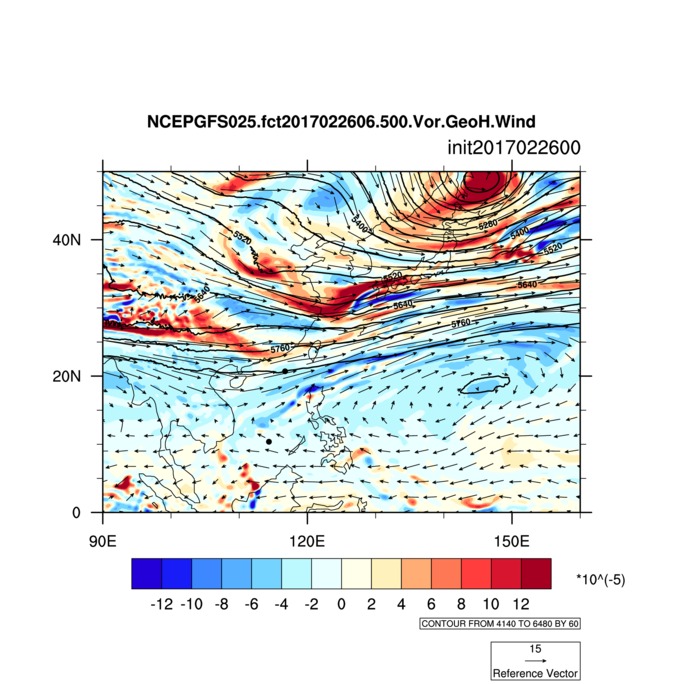 NCEPGFS025.fct2017022606.500.Vor.GeoH.Wind
init2017022600
5520
5400
5280
5400
5520
40N
5640
5520
5640
5640
5760
5760
20N
0
90E 120E 150E
-12 -10 -8 -6 -4 -2 0 2 4 6 8 10 12
*10^(-5)
CONTOUR FROM 4140 TO 6480 BY 60
15
Reference Vector